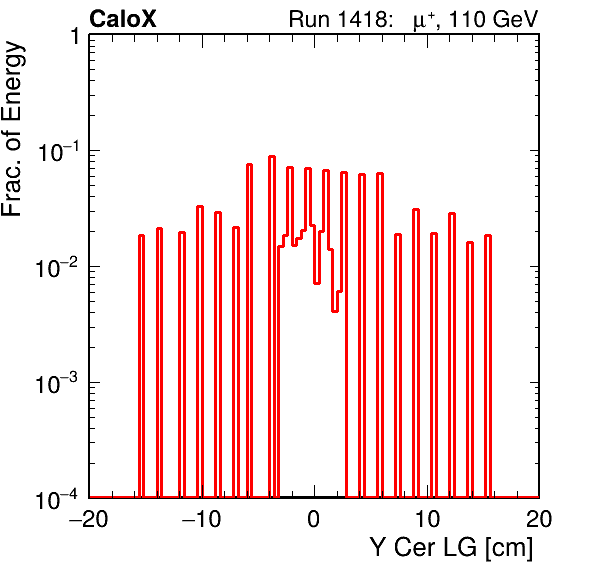 CaloX Run 1418: μ⁺, 110 GeV
Frac. of Energy
1
10⁻¹
10⁻²
10⁻³
10⁻⁴
−20 −10 0 10 20
Y Cer LG [cm]